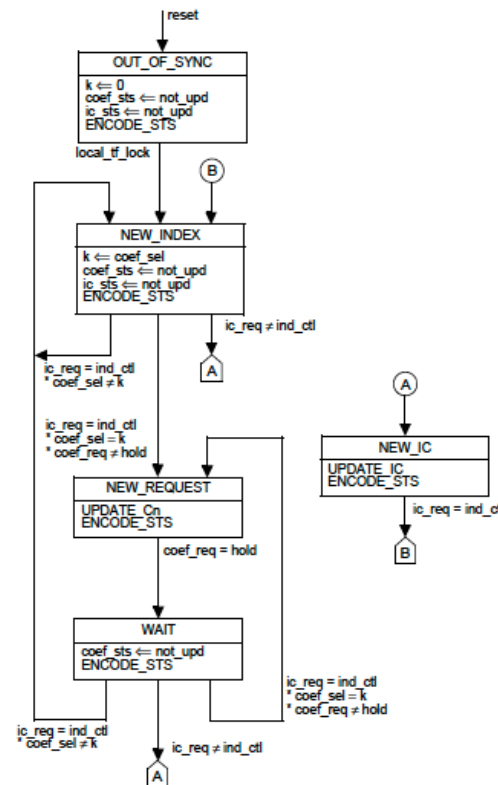 reset
OUT_OF_SYNC
k ⇐ 0
coef_sts ⇐ not_upd
ic_sts ⇐ not_upd
ENCODE_STS
local_tf_lock
B
NEW_INDEX
k ⇐ coef_sel
coef_sts ⇐ not_upd
ic_sts ⇐ not_upd
ENCODE_STS
ic_req ≠ ind_ctl
A
ic_req = ind_ctl
* coef_sel ≠ k
ic_req = ind_ctl
* coef_sel = k
* coef_req ≠ hold
A
NEW_IC
UPDATE_IC
ENCODE_STS
ic_req = ind_ctl
B
NEW_REQUEST
UPDATE_Cn
ENCODE_STS
coef_req = hold
WAIT
coef_sts ⇐ not_upd
ENCODE_STS
ic_req = ind_ctl
* coef_sel = k
* coef_req ≠ hold
ic_req = ind_ctl
* coef_sel ≠ k
ic_req ≠ ind_ctl
A